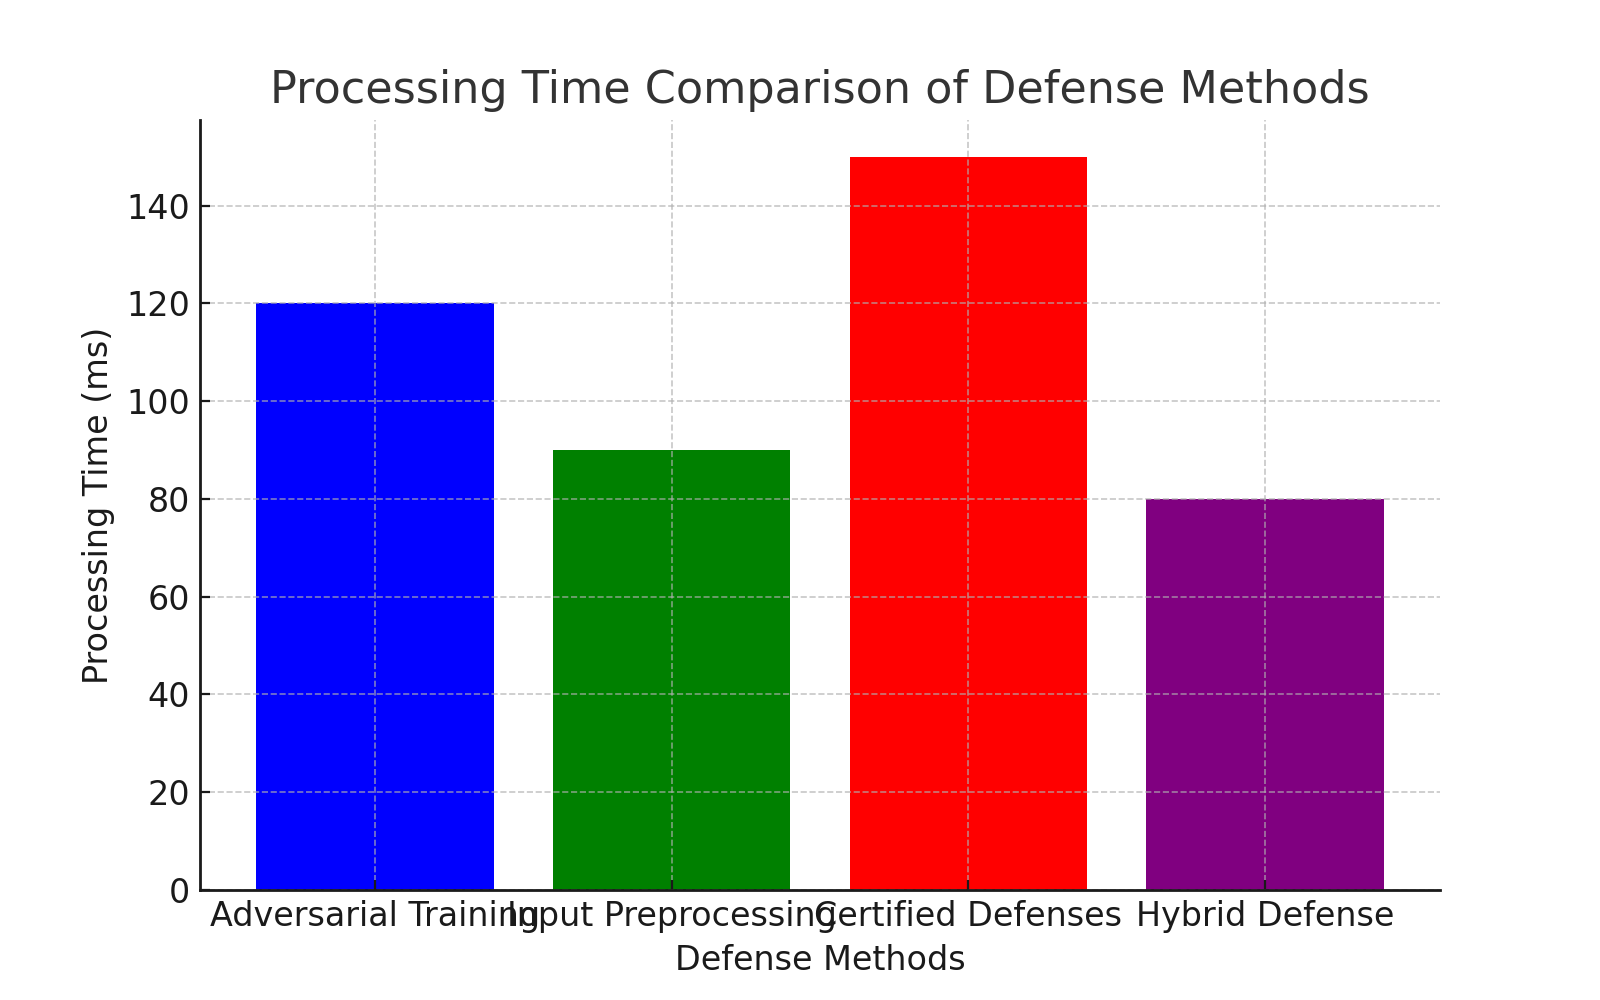 Processing Time Comparison of Defense Methods
Processing Time (ms)
140
120
100
80
60
40
20
0
Adversarial Training Input Preprocessing Certified Defenses Hybrid Defense
Defense Methods